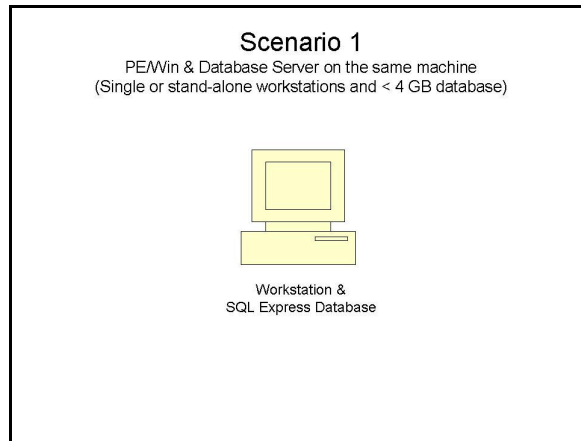 Scenario 1
PE/Win & Database Server on the same machine
(Single or stand-alone workstations and < 4 GB database)
Workstation &
SQL Express Database